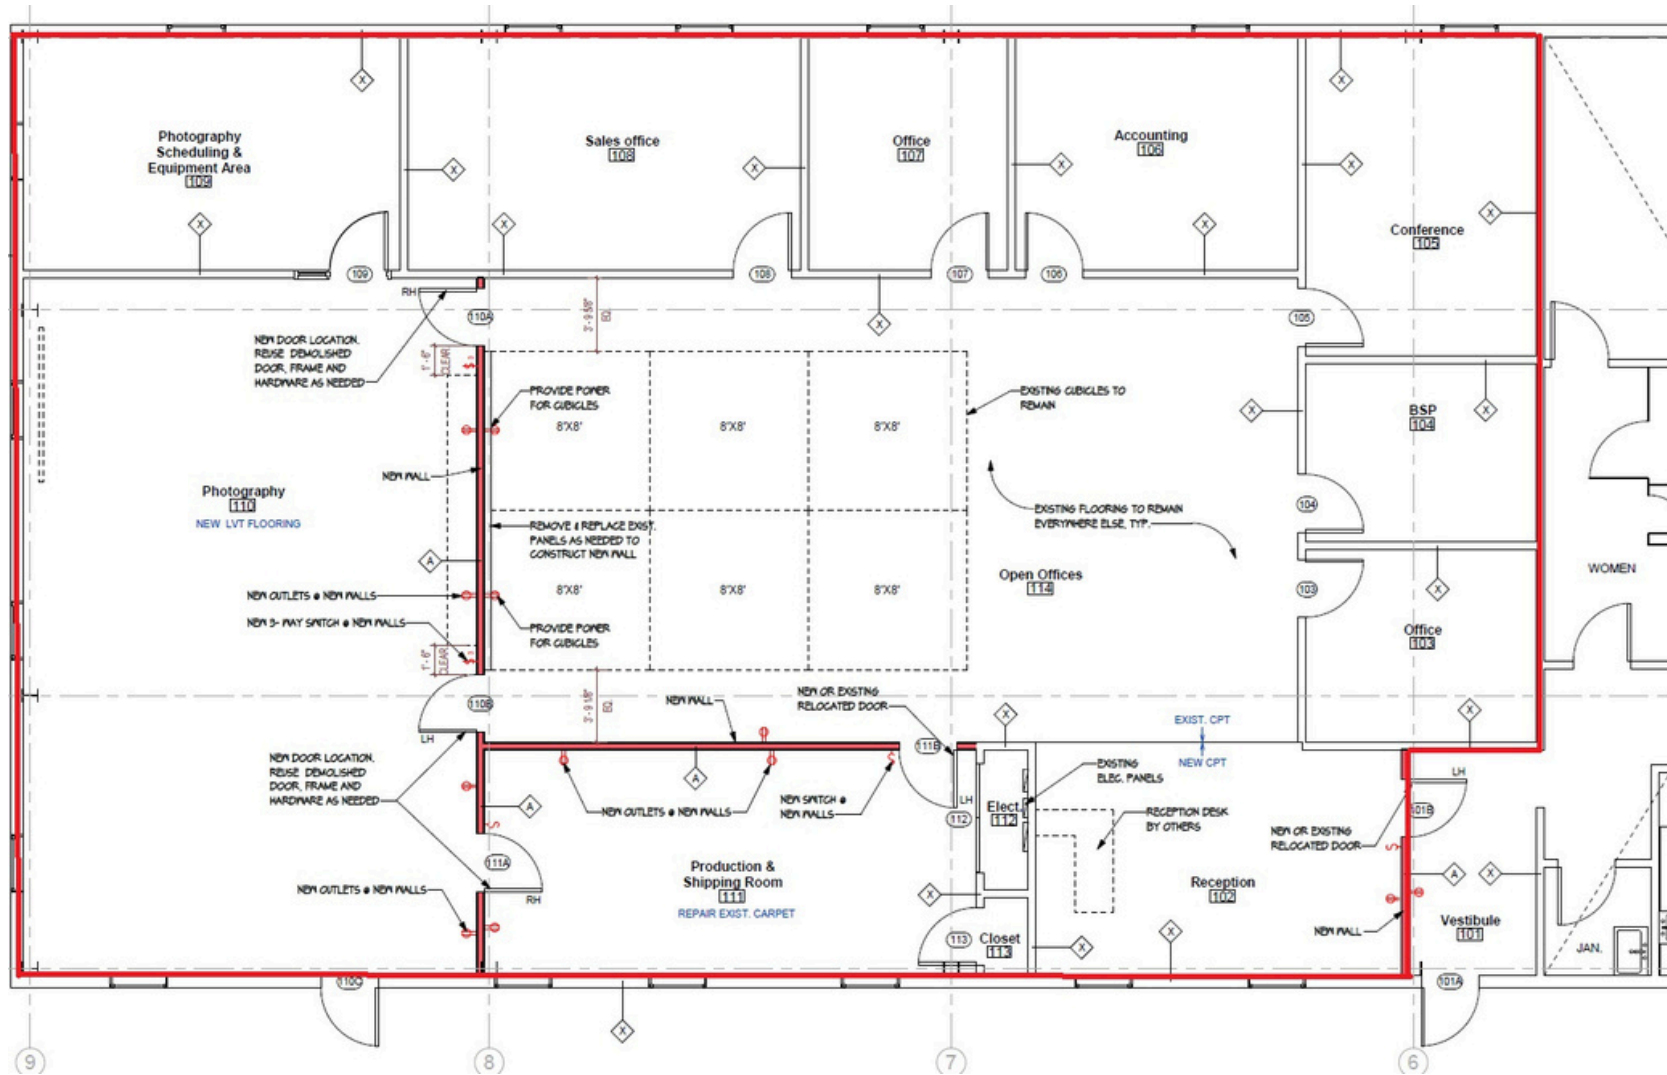 Photography
Scheduling &
Equipment Area
109
Sales office
108
Office
107
Accounting
106
Conference
105
X
X
X
X
X
X
X
X
X
X
X
109
108
107
106
RH
110A
3'-9 5/8"
EQ.
X
105
NEW DOOR LOCATION.
REUSE DEMOLISHED
DOOR, FRAME AND
HARDWARE AS NEEDED
1'-6"
CLEAR
$ 3
PROVIDE POWER
FOR CUBICLES
EXISTING CUBICLES TO
REMAIN
8'X8'
8'X8'
8'X8'
X
BSP
104
X
NEW WALL
Photography
110
NEW LVT FLOORING
REMOVE & REPLACE EXIST.
PANELS AS NEEDED TO
CONSTRUCT NEW WALL
EXISTING FLOORING TO REMAIN
EVERYWHERE ELSE, TYP.
104
A
Open Offices
114
WOMEN
NEW OUTLETS @ NEW WALLS
8'X8'
8'X8'
8'X8'
103
X
NEW 3- WAY SWITCH @ NEW WALLS
PROVIDE POWER
FOR CUBICLES
Office
103
1'-6"
CLEAR
$ 3
110B
3'-9 5/8"
EQ.
NEW WALL
NEW OR EXISTING
RELOCATED DOOR
X
X
LH
EXIST. CPT
NEW CPT
111B
NEW DOOR LOCATION.
REUSE DEMOLISHED
DOOR, FRAME AND
HARDWARE AS NEEDED
A
A
NEW OUTLETS @ NEW WALLS
NEW SWITCH @
NEW WALLS
LH
112
Elect.
112
EXISTING
ELEC. PANELS
RECEPTION DESK
BY OTHERS
LH
101B
NEW OR EXISTING
RELOCATED DOOR
111A
RH
Production &
Shipping Room
111
REPAIR EXIST. CARPET
X
Reception
102
A
X
NEW OUTLETS @ NEW WALLS
113
Closet
113
X
X
NEW WALL
Vestibule
101
JAN.
110C
X
101A
9
8
7
6